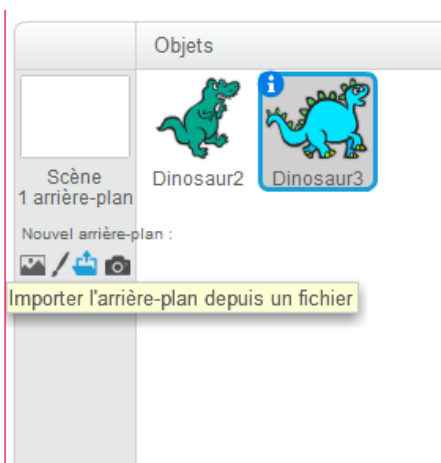 Objets
Scène
1 arrière-plan
Dinosaur2
Dinosaur3
Nouvel arrière-plan :
Importer l'arrière-plan depuis un fichier